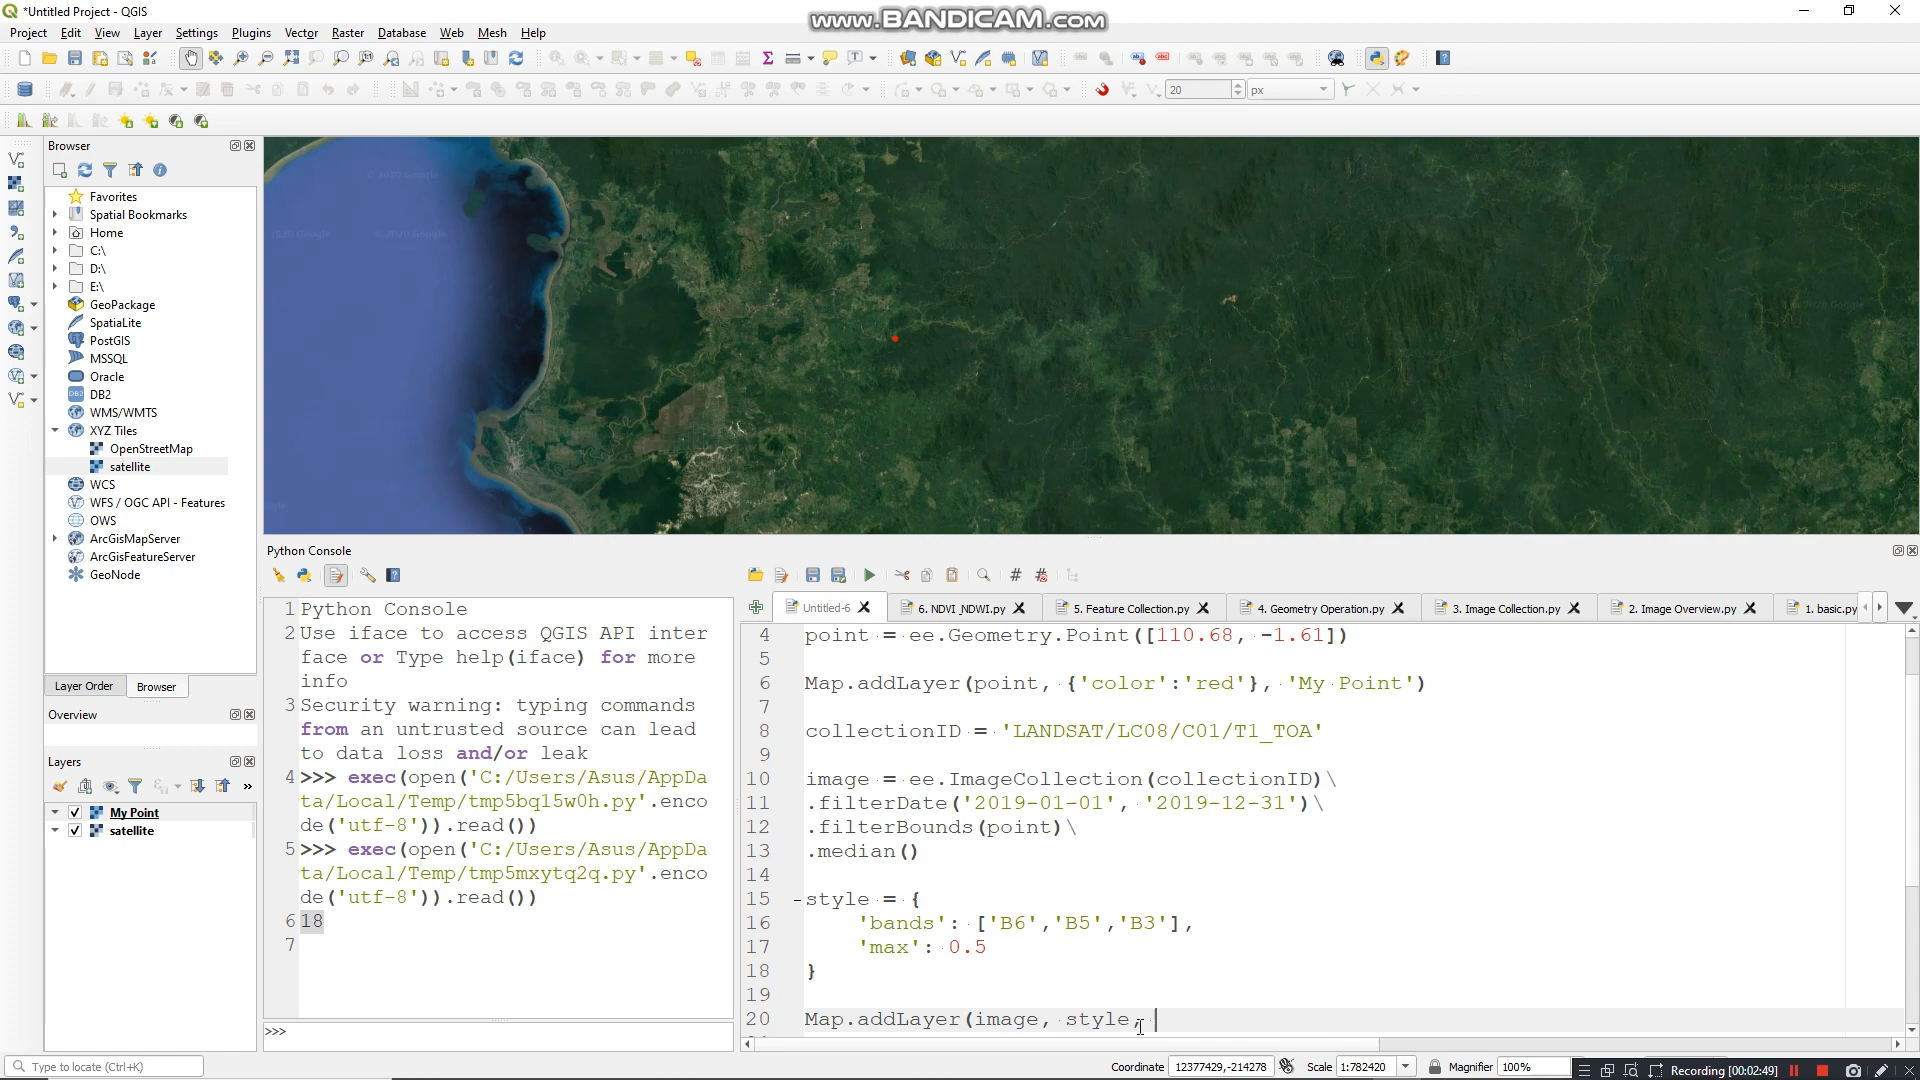 *Untitled Project - QGIS
www.BANDICAM.com
Project Edit View Layer Settings Plugins Vector Raster Database Web Mesh Help
20
px
Browser
Favorites
Spatial Bookmarks
Home
C:\
D:\
E:\
GeoPackage
SpatiaLite
PostGIS
MSSQL
Oracle
DB2
WMS/WMTS
XYZ Tiles
OpenStreetMap
satellite
WCS
WFS / OGC API - Features
OWS
ArcGisMapServer
ArcGisFeatureServer
GeoNode
Layer Order Browser
Overview
Layers
My Point
satellite
Python Console
1 Python Console
2 Use iface to access QGIS API inter
face or Type help(iface) for more
info
3 Security warning: typing commands
from an untrusted source can lead
to data loss and/or leak
4 >>> exec(open('C:/Users/Asus/AppDa
ta/Local/Temp/tmp5bq15w0h.py'.enco
de('utf-8')).read())
5 >>> exec(open('C:/Users/Asus/AppDa
ta/Local/Temp/tmp5mxytq2q.py'.enco
de('utf-8')).read())
6 18
7
>>>
Untitled-6 6. NDVI_NDWI.py 5. Feature Collection.py 4. Geometry Operation.py 3. Image Collection.py 2. Image Overview.py 1. basic.py
4 point = ee.Geometry.Point([110.68, -1.61])
5
6 Map.addLayer(point, {'color':'red'}, 'My Point')
7
8 collectionID = 'LANDSAT/LC08/C01/T1_TOA'
9
10 image = ee.ImageCollection(collectionID)\
11 .filterDate('2019-01-01', '2019-12-31')\
12 .filterBounds(point)\
13 .median()
14
15 style = {
16 'bands': ['B6','B5','B3'],
17 'max': 0.5
18 }
19
20 Map.addLayer(image, style,
Type to locate (Ctrl+K) Coordinate 12377429,-214278 Scale 1:782420 Magnifier 100% Recording [00:02:49]